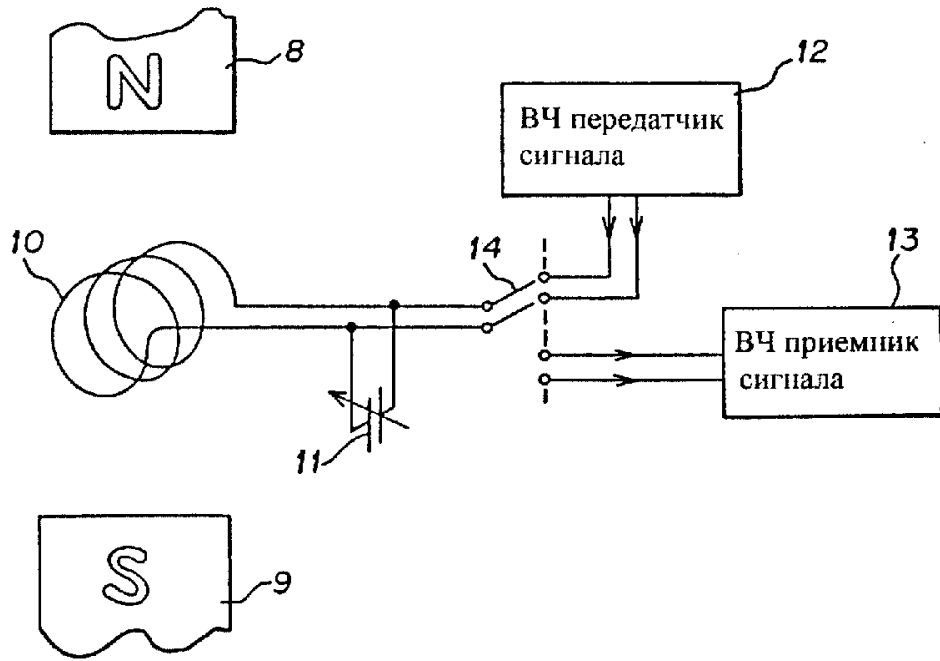 N
8
12
ВЧ передатчик
сигнала
10
14
13
ВЧ приемник
сигнала
11
S
9